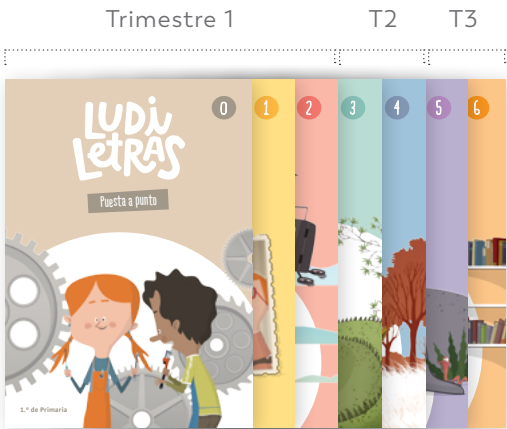 Trimestre 1 T2 T3
0 1 2 3 4 5 6
LUDi
LetRAS
Puesta a punto
1.º de Primaria